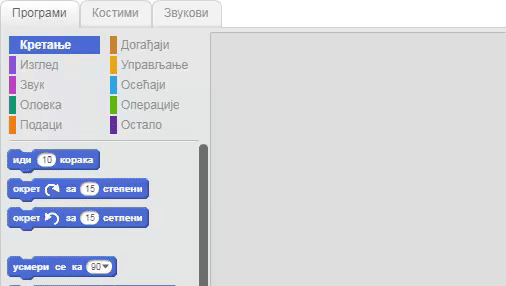 Програми Костими Звукови
Кретање Догађаји
Изглед Управљање
Звук Осећаји
Оловка Операције
Подаци Остало
иди 10 корака
окрет за 15 степени
окрет за 15 сетпени
усмери се ка 90